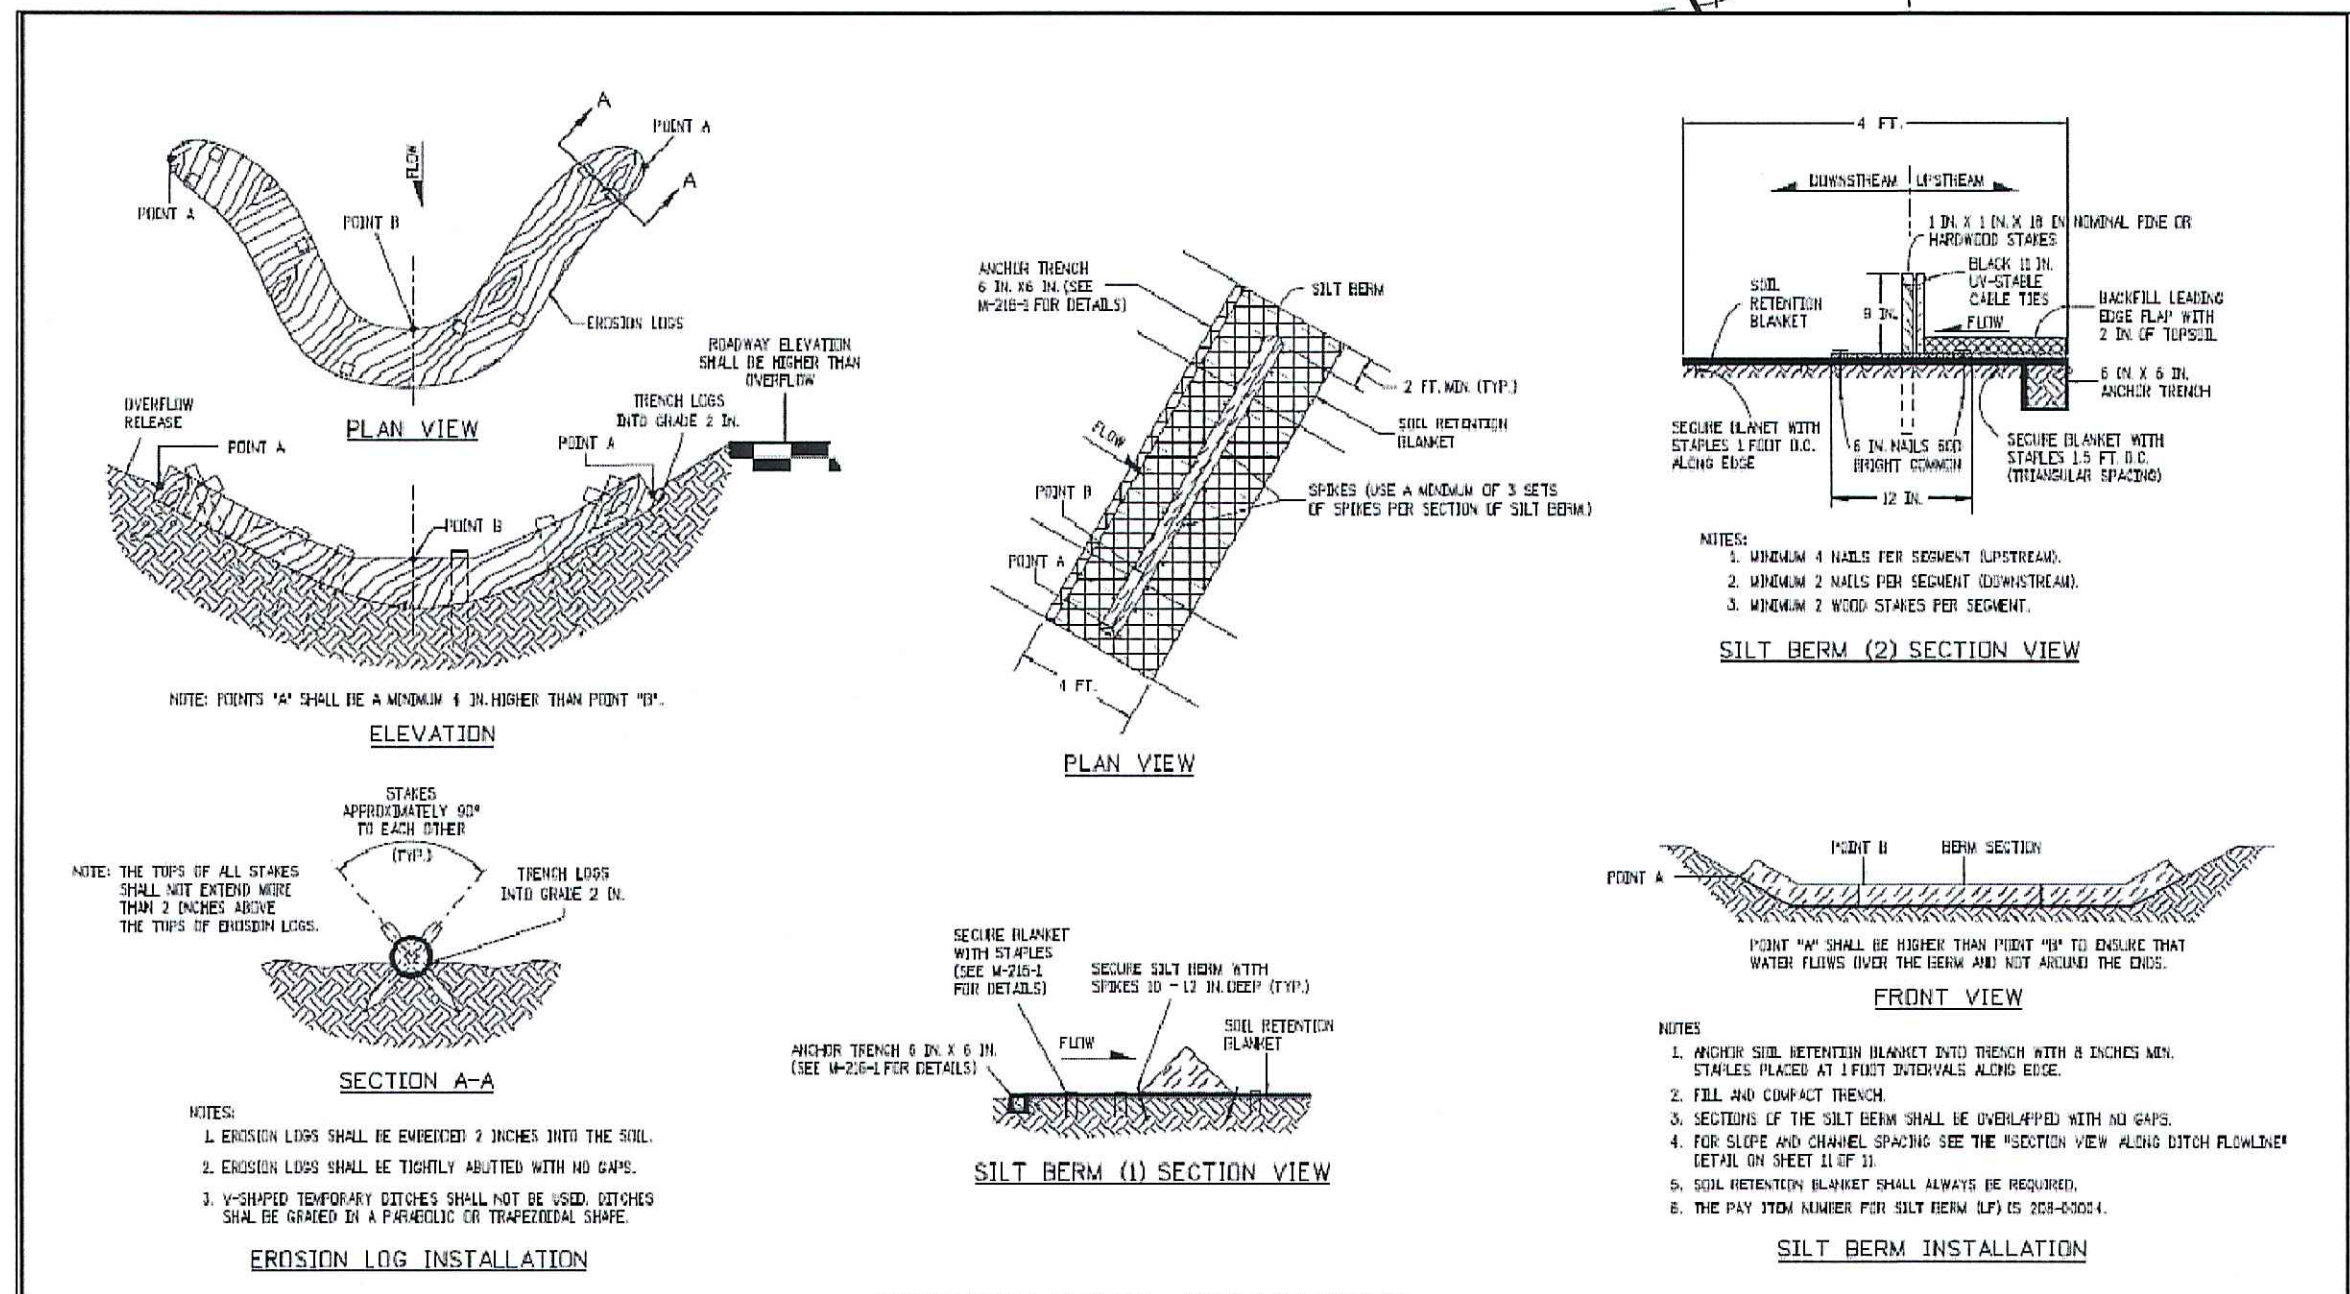 A
POINT A
FLOW
A
POINT A
POINT B
EROSION LOGS
ROADWAY ELEVATION
SHALL BE HIGHER THAN
OVERFLOW
OVERFLOW
RELEASE
PLAN VIEW
TRENCH LOGS
INTO GRADE 2 IN.
POINT A
POINT A
POINT B
NOTE: POINTS "A" SHALL BE A MINIMUM 4 IN. HIGHER THAN POINT "B".
ELEVATION
STAKES
APPROXIMATELY 90°
TO EACH OTHER
(TYP.)
NOTE: THE TOPS OF ALL STAKES
SHALL NOT EXTEND MORE
THAN 2 INCHES ABOVE
THE TOPS OF EROSION LOGS.
TRENCH LOGS
INTO GRADE 2 IN.
SECTION A-A
NOTES:
1. EROSION LOGS SHALL BE EMBEDDED 2 INCHES INTO THE SOIL.
2. EROSION LOGS SHALL BE TIGHTLY ABUTTED WITH NO GAPS.
3. V-SHAPED TEMPORARY DITCHES SHALL NOT BE USED. DITCHES
SHAL BE GRADED IN A PARABOLIC OR TRAPEZOIDAL SHAPE.
EROSION LOG INSTALLATION
ANCHOR TRENCH
6 IN. X6 IN. (SEE
M-216-1 FOR DETAILS)
SILT BERM
2 FT. MIN. (TYP.)
SOIL RETENTION
BLANKET
FLOW
POINT B
SPIKES (USE A MINIMUM OF 3 SETS
OF SPIKES PER SECTION OF SILT BERM.)
POINT A
4 FT.
PLAN VIEW
SECURE BLANKET
WITH STAPLES
(SEE M-216-1
FOR DETAILS)
SECURE SILT BERM WITH
SPIKES 10 - 12 IN. DEEP (TYP.)
ANCHOR TRENCH 6 IN. X 6 IN.
(SEE M-216-1 FOR DETAILS)
FLOW
SOIL RETENTION
BLANKET
SILT BERM (1) SECTION VIEW
4 FT.
DOWNSTREAM UPSTREAM
1 IN. X 1 IN. X 18 IN NOMINAL PINE OR
HARDWOOD STAKES
BLACK 11 IN.
UV-STABLE
CABLE TIES
SOIL
RETENTION
BLANKET
9 IN.
FLOW
BACKFILL LEADING
EDGE FLAP WITH
2 IN. OF TOPSOIL
6 IN. X 6 IN.
ANCHOR TRENCH
SECURE BLANET WITH
STAPLES 1 FOOT O.C.
ALONG EDGE
6 IN. NAILS 60D
BRIGHT COMMON
SECURE BLANKET WITH
STAPLES 1.5 FT. O.C.
(TRIANGULAR SPACING)
12 IN.
NOTES:
1. MINIMUM 4 NAILS PER SEGMENT (UPSTREAM).
2. MINIMUM 2 NAILS PER SEGMENT (DOWNSTREAM).
3. MINIMUM 2 WOOD STAKES PER SEGMENT.
SILT BERM (2) SECTION VIEW
POINT A
POINT B
BERM SECTION
POINT "A" SHALL BE HIGHER THAN POINT "B" TO ENSURE THAT
WATER FLOWS OVER THE BERM AND NOT AROUND THE ENDS.
FRONT VIEW
NOTES
1. ANCHOR SOIL RETENTION BLANKET INTO TRENCH WITH 8 INCHES MIN.
STAPLES PLACED AT 1 FOOT INTERVALS ALONG EDGE.
2. FILL AND COMPACT TRENCH.
3. SECTIONS OF THE SILT BERM SHALL BE OVERLAPPED WITH NO GAPS.
4. FOR SLOPE AND CHANNEL SPACING SEE THE "SECTION VIEW ALONG DITCH FLOWLINE"
DETAIL ON SHEET 11 OF 11.
5. SOIL RETENTION BLANKET SHALL ALWAYS BE REQUIRED.
6. THE PAY ITEM NUMBER FOR SILT BERM (LF) IS 208-00004.
SILT BERM INSTALLATION